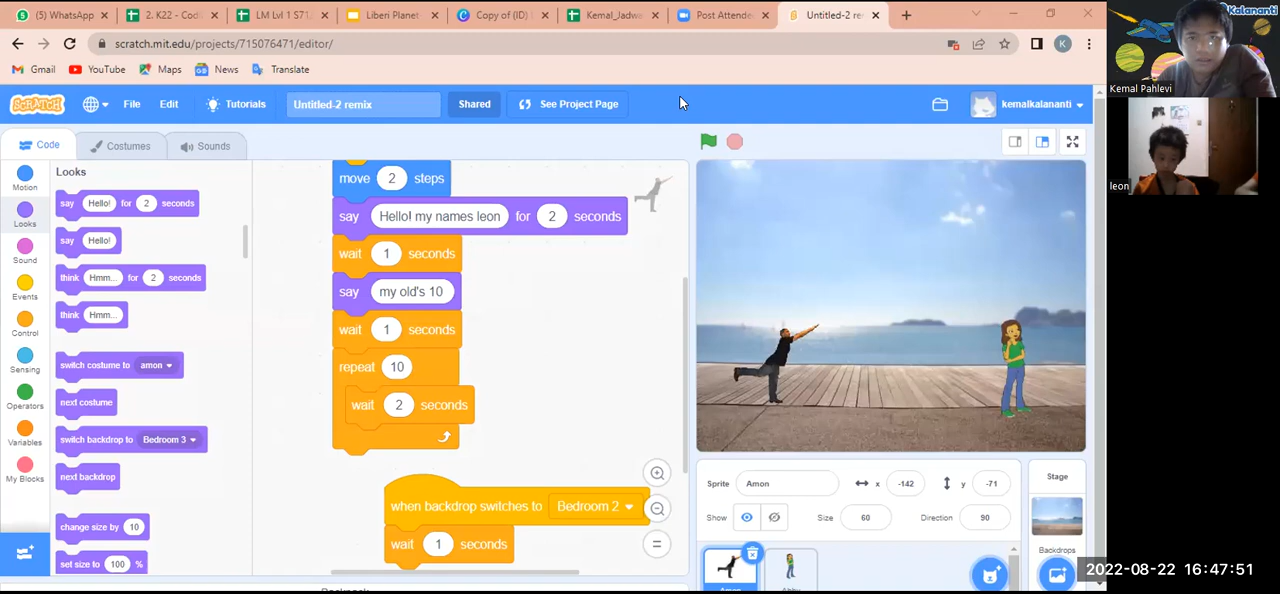 (5) WhatsApp
2. K22 - Codi
LM Lvl 1 S71/
Liberi Planet
Copy of (ID) I
Kemal_Jadwa
Post Attende
Untitled-2 re
scratch.mit.edu/projects/715076471/editor/
K
Gmail
YouTube
Maps
News
Translate
Kalananti
Kemal Pahlevi
leon
SCRATCH
File
Edit
Tutorials
Untitled-2 remix
Shared
See Project Page
kemalkalananti
Code
Costumes
Sounds
Motion
Looks
Sound
Events
Control
Sensing
Operators
Variables
My Blocks
Looks
say Hello! for 2 seconds
say Hello!
think Hmm... for 2 seconds
think Hmm...
switch costume to amon
next costume
switch backdrop to Bedroom 3
next backdrop
change size by 10
set size to 100 %
move 2 steps
say Hello! my names leon for 2 seconds
wait 1 seconds
say my old's 10
wait 1 seconds
repeat 10
wait 2 seconds
when backdrop switches to Bedroom 2
wait 1 seconds
Sprite Amon x -142 y -71
Show Size 60 Direction 90
Amon
Abby
Stage
Backdrops
2022-08-22 16:47:51